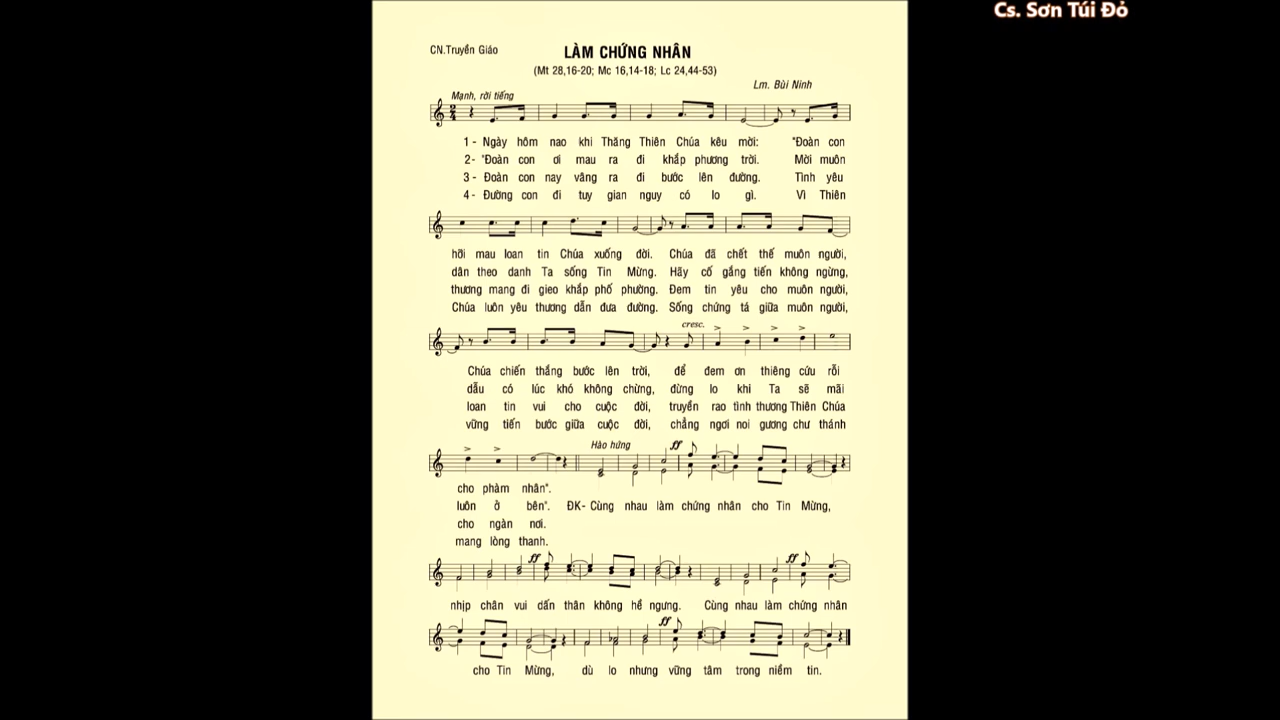 Cs. Sơn Túi Đỏ
CN.Truyền Giáo
LÀM CHỨNG NHÂN
(Mt 28,16-20; Mc 16,14-18; Lc 24,44-53)
Lm. Bùi Ninh
Mạnh, rời tiếng
1 - Ngày hôm nao khi Thăng Thiên Chúa kêu mời: "Đoàn con
2- "Đoàn con ơi mau ra đi khắp phương trời. Mời muôn
3 - Đoàn con nay vâng ra đi bước lên đường. Tình yêu
4- Đường con đi tuy gian nguy có lo gì. Vì Thiên
hỡi mau loan tin Chúa xuống đời. Chúa đã chết thế muôn người,
dân theo danh Ta sống Tin Mừng. Hãy cố gắng tiến không ngừng,
thương mang đi gieo khắp phố phường. Đem tin yêu cho muôn người,
Chúa luôn yêu thương dẫn đưa đường. Sống chứng tá giữa muôn người,
cresc.
Chúa chiến thắng bước lên trời, để đem ơn thiêng cứu rỗi
dẫu có lúc khó không chừng, đừng lo khi Ta sẽ mãi
loan tin vui cho cuộc đời, truyền rao tình thương Thiên Chúa
vững tiến bước giữa cuộc đời, chẳng ngơi noi gương chư thánh
Hào hứng ff
cho phàm nhân".
luôn ở bên". ĐK- Cùng nhau làm chứng nhân cho Tin Mừng,
cho ngàn nơi.
mang lòng thanh.
ff ff
nhịp chân vui dấn thân không hề ngưng. Cùng nhau làm chứng nhân
ff
cho Tin Mừng, dù lo nhưng vững tâm trong niềm tin.